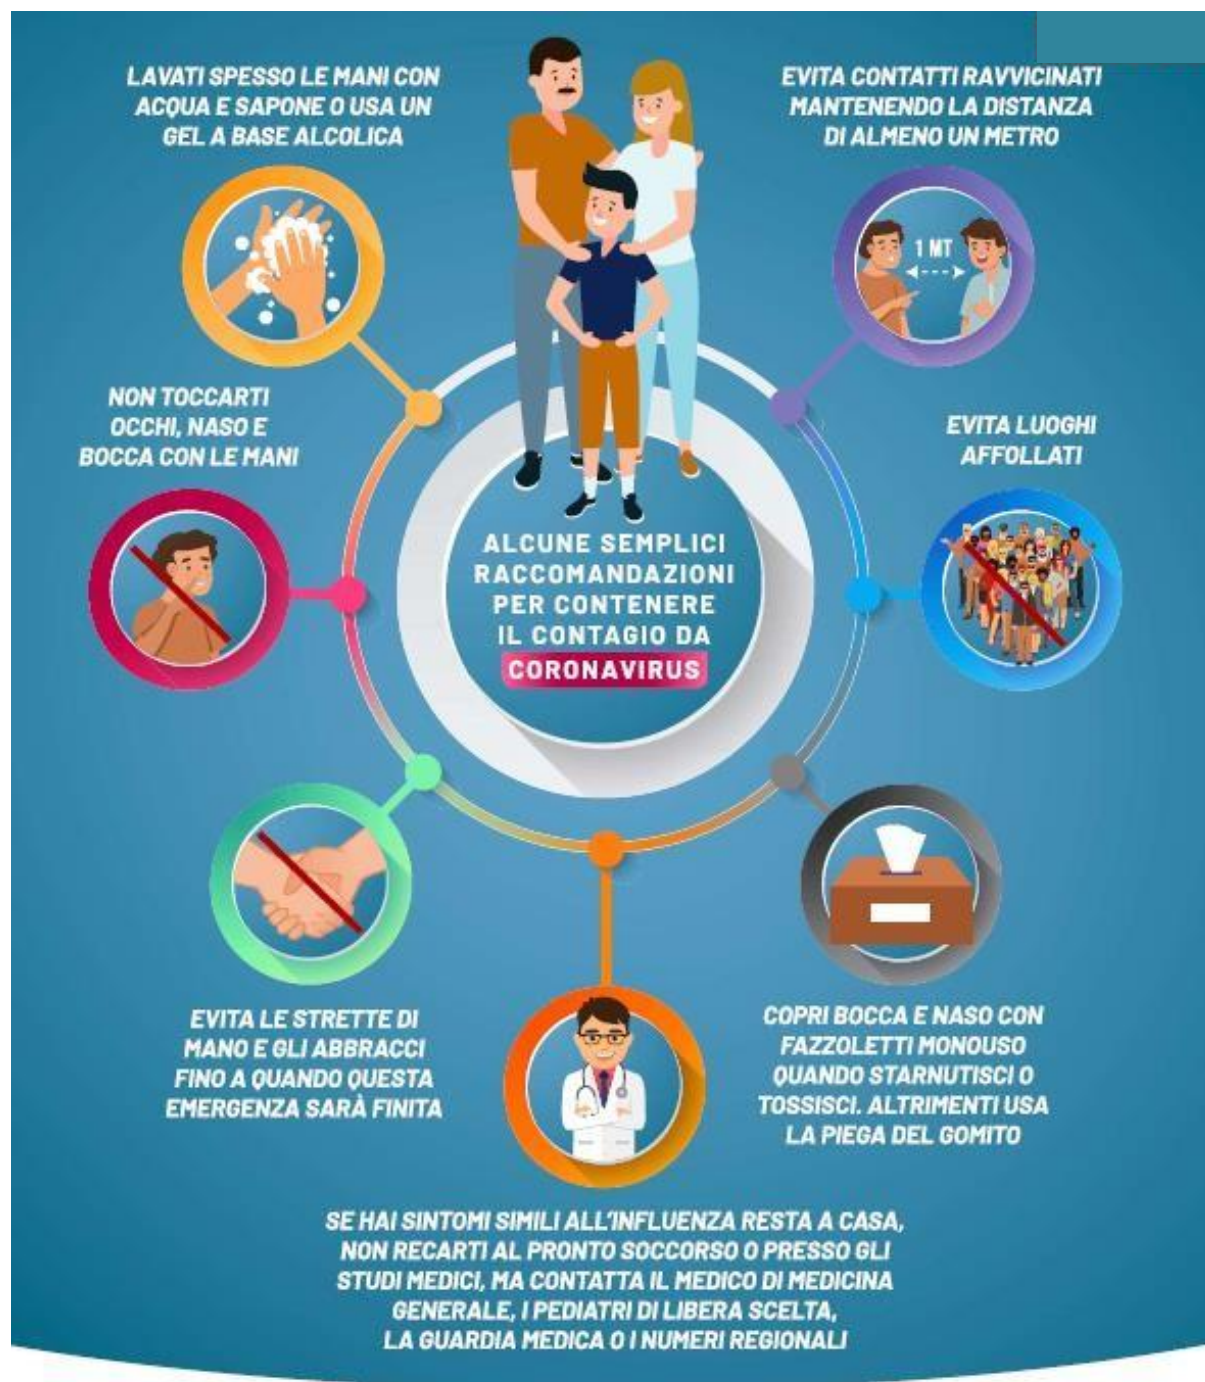 LAVATI SPESSO LE MANI CON
ACQUA E SAPONE O USA UN
GEL A BASE ALCOLICA
EVITA CONTATTI RAVVICINATI
MANTENENDO LA DISTANZA
DI ALMENO UN METRO
1 MT
NON TOCCARTI
OCCHI, NASO E
BOCCA CON LE MANI
EVITA LUOGHI
AFFOLLATI
ALCUNE SEMPLICI
RACCOMANDAZIONI
PER CONTENERE
IL CONTAGIO DA
CORONAVIRUS
EVITA LE STRETTE DI
MANO E GLI ABBRACCI
FINO A QUANDO QUESTA
EMERGENZA SARÀ FINITA
COPRI BOCCA E NASO CON
FAZZOLETTI MONOUSO
QUANDO STARNUTISCI O
TOSSISCI. ALTRIMENTI USA
LA PIEGA DEL GOMITO
SE HAI SINTOMI SIMILI ALL'INFLUENZA RESTA A CASA,
NON RECARTI AL PRONTO SOCCORSO O PRESSO GLI
STUDI MEDICI, MA CONTATTA IL MEDICO DI MEDICINA
GENERALE, I PEDIATRI DI LIBERA SCELTA,
LA GUARDIA MEDICA O I NUMERI REGIONALI